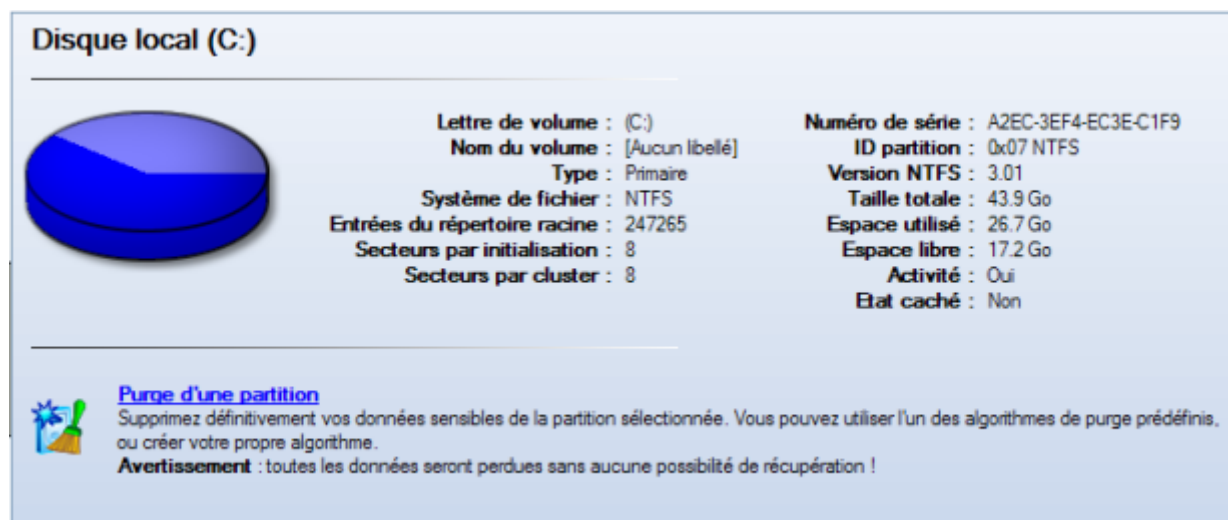 Disque local (C:)
Lettre de volume : (C:)
Nom du volume : [Aucun libellé]
Type : Primaire
Système de fichier : NTFS
Entrées du répertoire racine : 247265
Secteurs par initialisation : 8
Secteurs par cluster : 8
Numéro de série : A2EC-3EF4-EC3E-C1F9
ID partition : 0x07 NTFS
Version NTFS : 3.01
Taille totale : 43.9 Go
Espace utilisé : 26.7 Go
Espace libre : 17.2 Go
Activité : Oui
Etat caché : Non
Purge d'une partition
Supprimez définitivement vos données sensibles de la partition sélectionnée. Vous pouvez utiliser l'un des algorithmes de purge prédéfinis,
ou créer votre propre algorithme.
Avertissement : toutes les données seront perdues sans aucune possibilité de récupération !